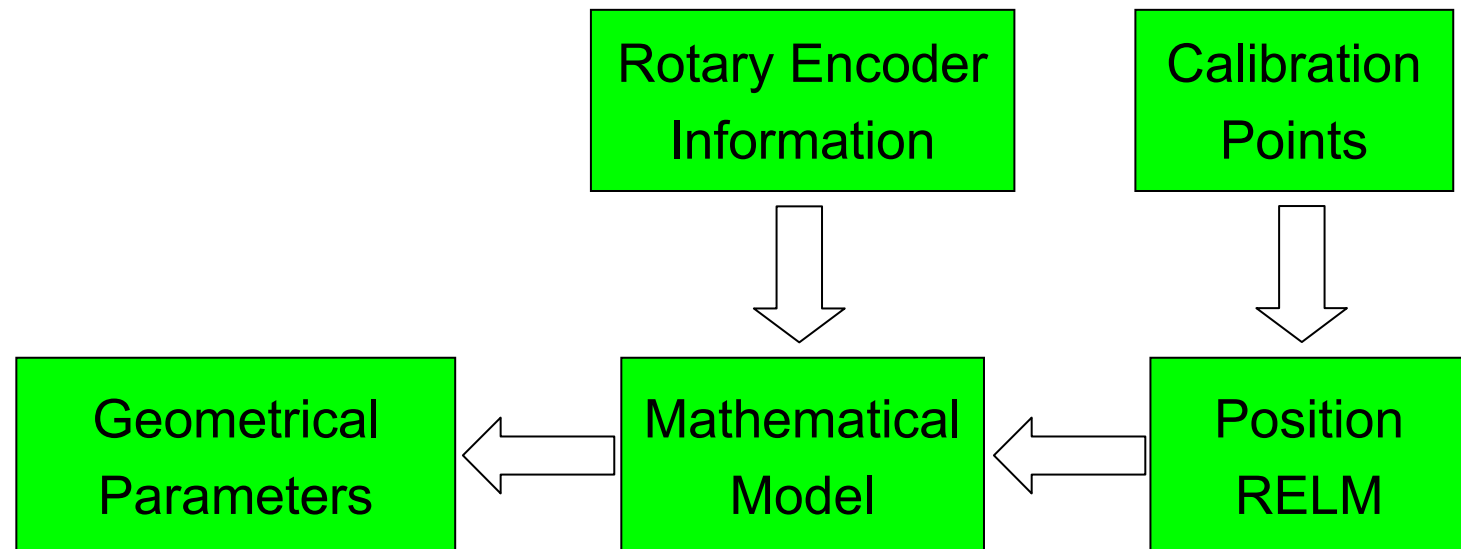 Rotary Encoder
Information
Calibration
Points
Geometrical
Parameters
Mathematical
Model
Position
RELM